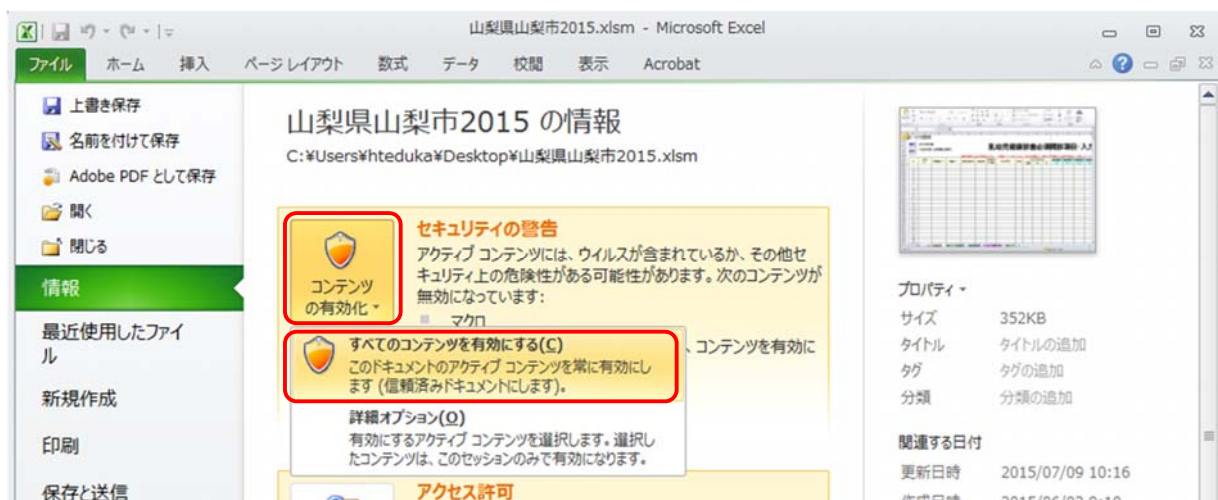 山梨県山梨市2015.xlsm - Microsoft Excel
ファイル ホーム 挿入 ページ レイアウト 数式 データ 校閲 表示 Acrobat
上書き保存
名前を付けて保存
Adobe PDF として保存
開く
閉じる
情報
最近使用したファイ
ル
新規作成
印刷
保存と送信
山梨県山梨市2015 の情報
C:¥Users¥hteduka¥Desktop¥山梨県山梨市2015.xlsm
コンテンツ
の有効化
セキュリティの警告
アクティブ コンテンツには、ウイルスが含まれているか、その他セ
キュリティ上の危険性がある可能性があります。次のコンテンツが
無効になっています:
マクロ
、コンテンツを有効に
すべてのコンテンツを有効にする(C)
このドキュメントのアクティブ コンテンツを常に有効にし
ます (信頼済みドキュメントにします)。
詳細オプション(O)
有効にするアクティブ コンテンツを選択します。選択し
たコンテンツは、このセッションのみで有効になります。
アクセス許可
プロパティ
サイズ 352KB
タイトル タイトルの追加
タグ タグの追加
分類 分類の追加
関連する日付
更新日時 2015/07/09 10:16